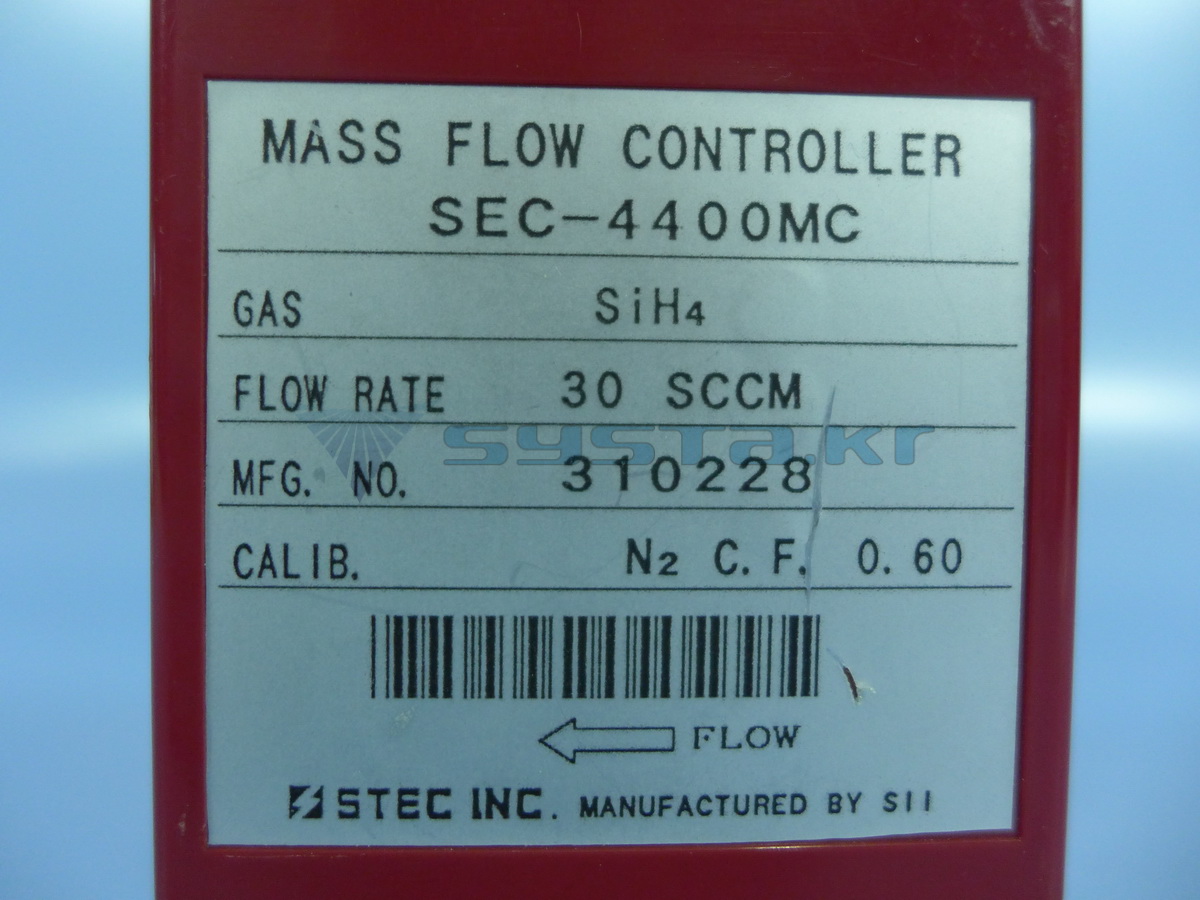 MASS FLOW CONTROLLER
SEC-4400MC
GAS SiH4
FLOW RATE 30 SCCM
systa.kr
MFG. NO. 310228
CALIB. N2 C.F. 0.60
FLOW
STEC INC. MANUFACTURED BY SII